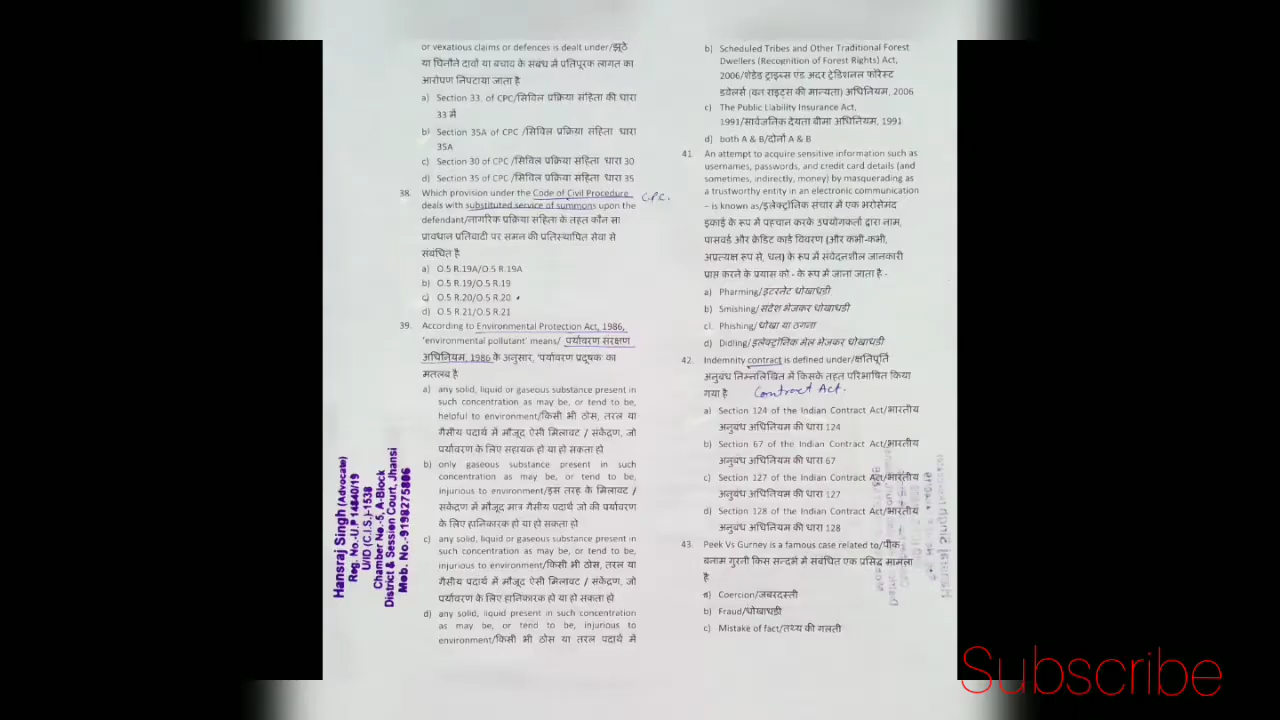 or vexatious claims or defences is dealt under/झूठे
या घिनौने दावों या बचाव के संबंध में प्रतिपूरक लागत का
आरोपण निपटाया जाता है
a) Section 33 of CPC/सिविल प्रक्रिया संहिता की धारा
33 में
b) Section 35A of CPC /सिविल प्रक्रिया संहिता धारा
35A
c) Section 30 of CPC /सिविल प्रक्रिया संहिता धारा 30
d) Section 35 of CPC /सिविल प्रक्रिया संहिता धारा 35
38. Which provision under the Code of Civil Procedure C.P.C.
deals with substituted service of summons upon the
defendant/नागरिक प्रक्रिया संहिता के तहत कौन सा
प्रावधान प्रतिवादी पर समन की प्रतिस्थापित सेवा से
संबंधित है
a) O.5 R.19A/O.5 R.19A
b) O.5 R.19/O.5 R.19
c) O.5 R.20/O.5 R.20
d) O.5 R.21/O.5 R.21
39. According to Environmental Protection Act, 1986,
'environmental pollutant' means/ पर्यावरण संरक्षण
अधिनियम, 1986 के अनुसार, 'पर्यावरण प्रदूषक' का
मतलब है
a) any solid, liquid or gaseous substance present in
such concentration as may be, or tend to be,
helpful to environment/किसी भी ठोस, तरल या
गैसीय पदार्थ में मौजूद ऐसी मिलावट / संकेंद्रण, जो
पर्यावरण के लिए सहायक हो या हो सकता हो
b) only gaseous substance present in such
concentration as may be, or tend to be,
injurious to environment/इस तरह के मिलावट /
संकेंद्रण में मौजूद मात्र गैसीय पदार्थ जो की पर्यावरण
के लिए हानिकारक हो या हो सकता हो
c) any solid, liquid or gaseous substance present in
such concentration as may be, or tend to be,
injurious to environment/किसी भी ठोस, तरल या
गैसीय पदार्थ में मौजूद ऐसी मिलावट / संकेंद्रण, जो
पर्यावरण के लिए हानिकारक हो या हो सकता हो
d) any solid, liquid present in such concentration
as may be, or tend to be, injurious to
environment/किसी भी ठोस या तरल पदार्थ में
b) Scheduled Tribes and Other Traditional Forest
Dwellers (Recognition of Forest Rights) Act,
2006/शेडेड ट्राइब्स एंड अदर ट्रेडिशनल फॉरेस्ट
डवेलर्स (वन राइट्स की मान्यता) अधिनियम, 2006
c) The Public Liability Insurance Act,
1991/सार्वजनिक देयता बीमा अधिनियम, 1991
d) both A & B/दोनों A & B
41. An attempt to acquire sensitive information such as
usernames, passwords, and credit card details (and
sometimes, indirectly, money) by masquerading as
a trustworthy entity in an electronic communication
– is known as/इलेक्ट्रॉनिक संचार में एक भरोसेमंद
इकाई के रूप में पहचान करके उपयोगकर्ता द्वारा नाम,
पासवर्ड और क्रेडिट कार्ड विवरण (और कभी-कभी,
अप्रत्यक्ष रूप से, धन) के रूप में संवेदनशील जानकारी
प्राप्त करने के प्रयास को - के रूप में जाना जाता है -
a) Pharming/इंटरनेट धोखाधड़ी
b) Smishing/संदेश भेजकर धोखाधड़ी
c) Phishing/धोखा या ठगना
d) Didling/इलेक्ट्रॉनिक मेल भेजकर धोखाधड़ी
42. Indemnity contract is defined under/क्षतिपूर्ति
अनुबंध निम्नलिखित में किसके तहत परिभाषित किया
गया है Contract Act.
a) Section 124 of the Indian Contract Act/भारतीय
अनुबंध अधिनियम की धारा 124
b) Section 67 of the Indian Contract Act/भारतीय
अनुबंध अधिनियम की धारा 67
c) Section 127 of the Indian Contract Act/भारतीय
अनुबंध अधिनियम की धारा 127
d) Section 128 of the Indian Contract Act/भारतीय
अनुबंध अधिनियम की धारा 128
43. Peek Vs Gurney is a famous case related to/पीक
बनाम गुरनी किस सन्दर्भ में संबंधित एक प्रसिद्ध मामला
है
a) Coercion/जबरदस्ती
b) Fraud/धोखाधड़ी
c) Mistake of fact/तथ्य की गलती
Hansraj Singh (Advocate)
Reg. No.-U.P 14840/19
U/ID (C.I.S.)-1538
Chamber No.-5, A-Block
District & Session Court, Jhansi
Mob. No.-9198275806
Subscribe